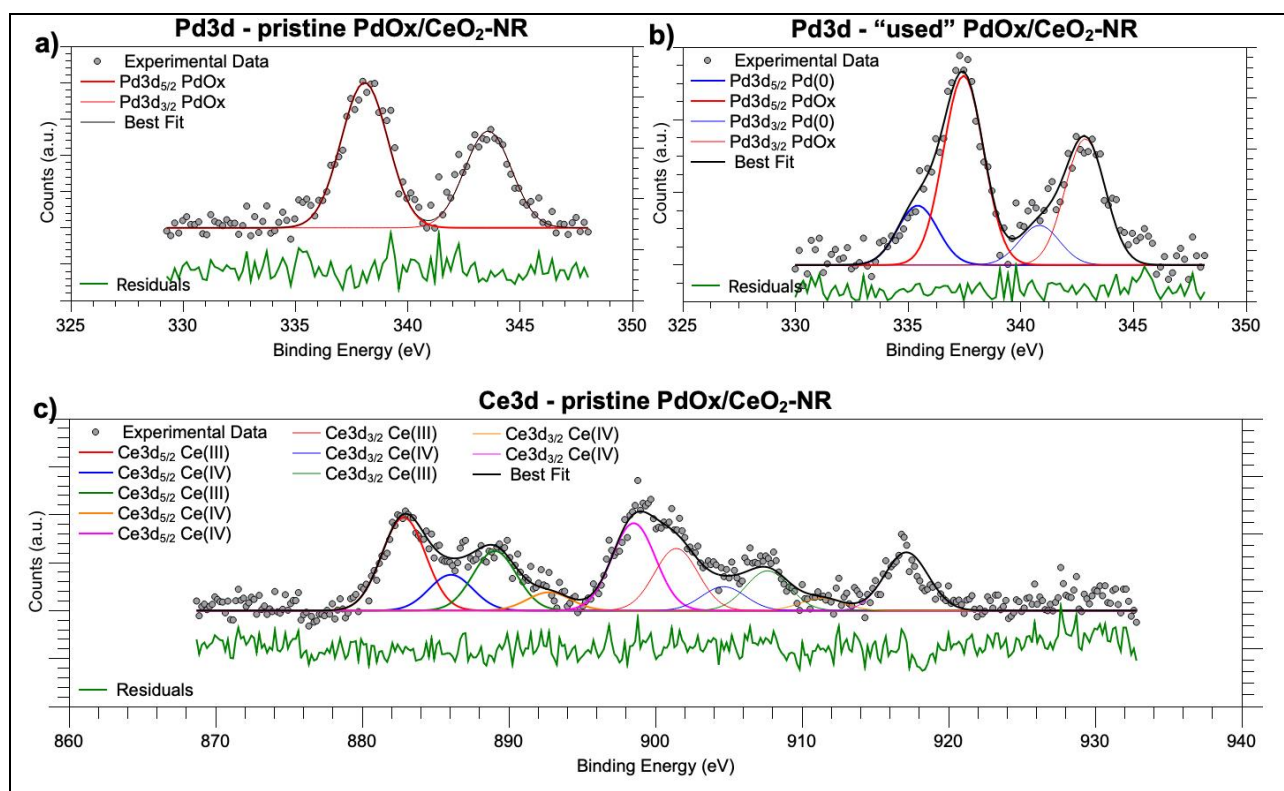 a)
Pd3d - pristine PdOx/CeO₂-NR
Experimental Data
Pd3d₅/₂ PdOx
Pd3d₃/₂ PdOx
Best Fit
Counts (a.u.)
Residuals
325 330 335 340 345 350
Binding Energy (eV)
b)
Pd3d - “used” PdOx/CeO₂-NR
Experimental Data
Pd3d₅/₂ Pd(0)
Pd3d₅/₂ PdOx
Pd3d₃/₂ Pd(0)
Pd3d₃/₂ PdOx
Best Fit
Counts (a.u.)
Residuals
325 330 335 340 345 350
Binding Energy (eV)
c)
Ce3d - pristine PdOx/CeO₂-NR
Experimental Data
Ce3d₅/₂ Ce(III)
Ce3d₅/₂ Ce(IV)
Ce3d₅/₂ Ce(III)
Ce3d₅/₂ Ce(IV)
Ce3d₅/₂ Ce(IV)
Ce3d₃/₂ Ce(III)
Ce3d₃/₂ Ce(IV)
Ce3d₃/₂ Ce(III)
Ce3d₃/₂ Ce(IV)
Ce3d₃/₂ Ce(IV)
Best Fit
Counts (a.u.)
Residuals
860 870 880 890 900 910 920 930 940
Binding Energy (eV)